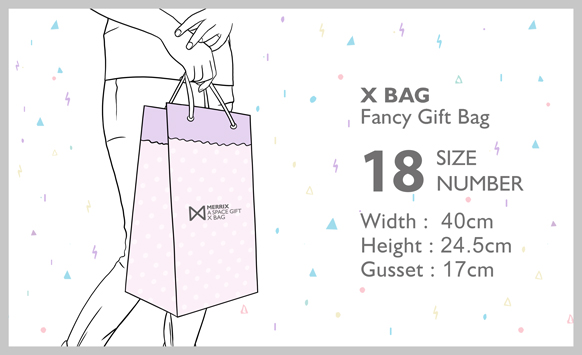 X BAG
Fancy Gift Bag
18 SIZE
NUMBER
Width : 40cm
Height : 24.5cm
Gusset : 17cm
MERRIX
A SPACE GIFT
X BAG